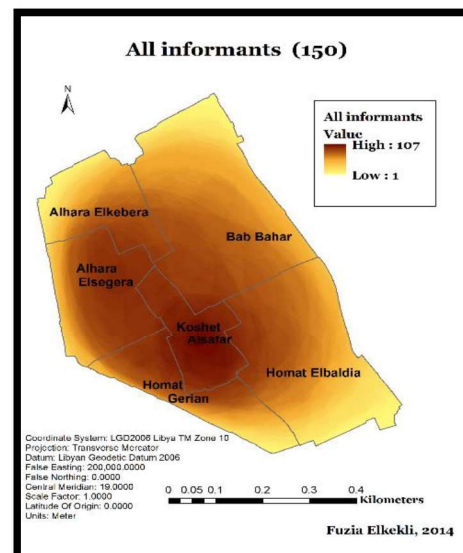 All informants (150)
N
All informants
Value
High : 107
Low : 1
Alhara Elkebera
Bab Bahar
Alhara
Elsegera
Koshet
Alsafar
Homat Elbaldia
Homat
Gerian
Coordinate System: LGD2006 Libya TM Zone 10
Projection: Transverse Mercator
Datum: Libyan Geodetic Datum 2006
False Easting: 200,000.0000
False Northing: 0.0000
Central Meridian: 19.0000
Scale Factor: 1.0000
Latitude Of Origin: 0.0000
Units: Meter
0 0.05 0.1 0.2 0.3 0.4
Kilometers
Fuzia Elkekli, 2014